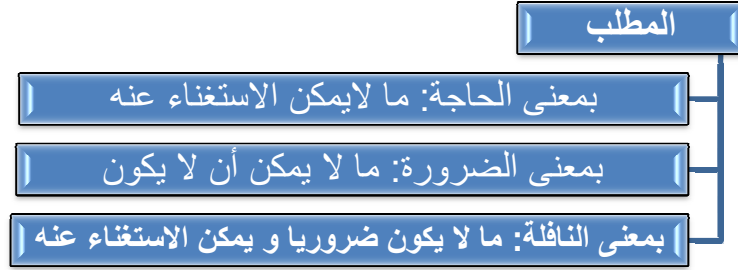 المطلب
بمعنى الحاجة: ما لايمكن الاستغناء عنه
بمعنى الضرورة: ما لا يمكن أن لا يكون
بمعنى النافلة: ما لا يكون ضروريا و يمكن الاستغناء عنه